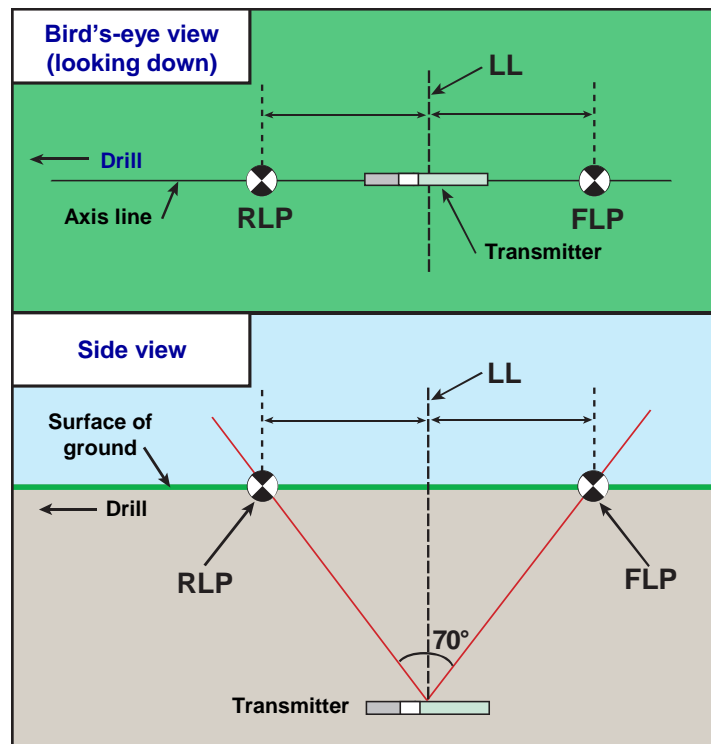 Bird's-eye view
(looking down)
LL
Drill
Axis line
RLP
FLP
Transmitter
Side view
LL
Surface of
ground
Drill
RLP
FLP
70°
Transmitter